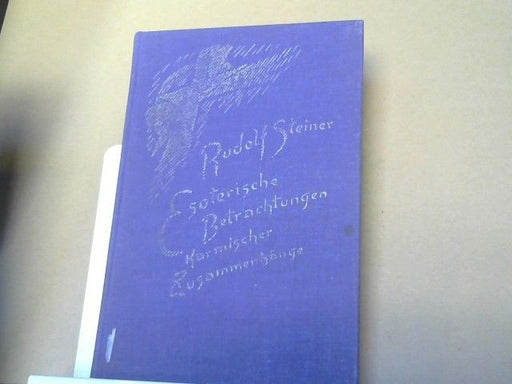 Rudolf Steiner
Esoterische
Betrachtungen
Karmischer
Zusammenhänge